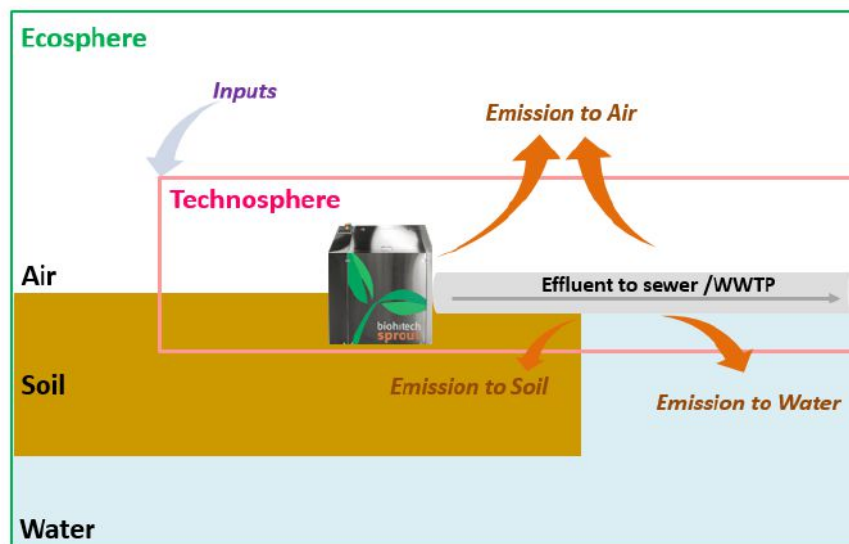 Ecosphere
Inputs
Emission to Air
Technosphere
Air
Effluent to sewer /WWTP
biohitech
sprout
Soil
Emission to Soil
Emission to Water
Water